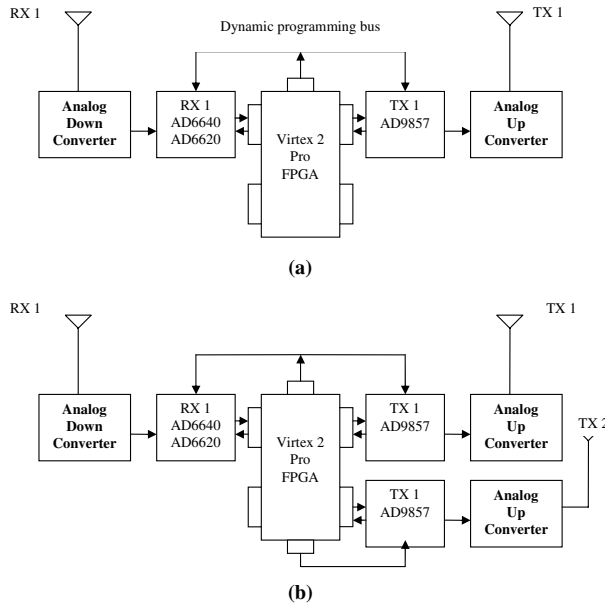 RX 1
TX 1
Dynamic programming bus
Analog
Down
Converter
RX 1
AD6640
AD6620
Virtex 2
Pro
FPGA
TX 1
AD9857
Analog
Up
Converter
(a)
RX 1
TX 1
Analog
Down
Converter
RX 1
AD6640
AD6620
Virtex 2
Pro
FPGA
TX 1
AD9857
Analog
Up
Converter
TX 2
TX 1
AD9857
Analog
Up
Converter
(b)